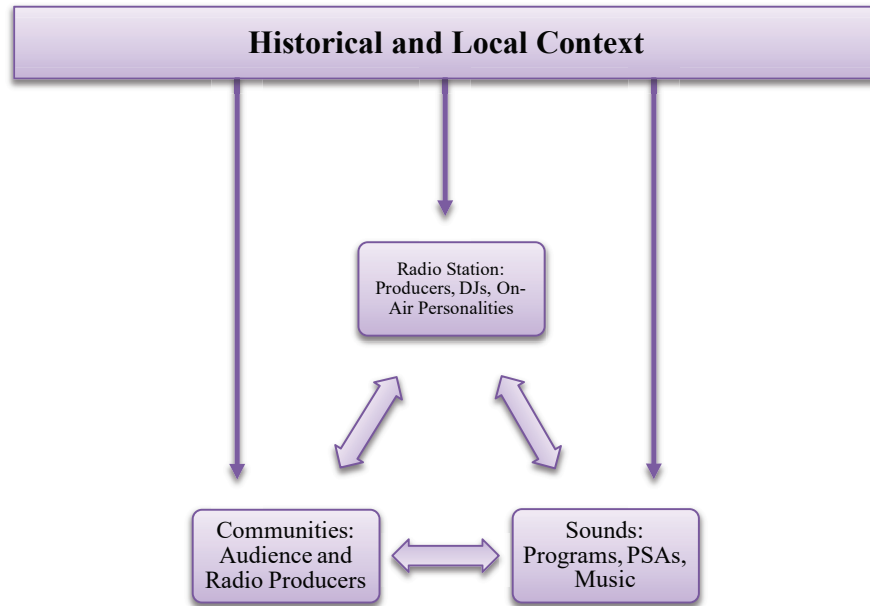 Historical and Local Context
Radio Station:
Producers, DJs, On-
Air Personalities
Communities:
Audience and
Radio Producers
Sounds:
Programs, PSAs,
Music